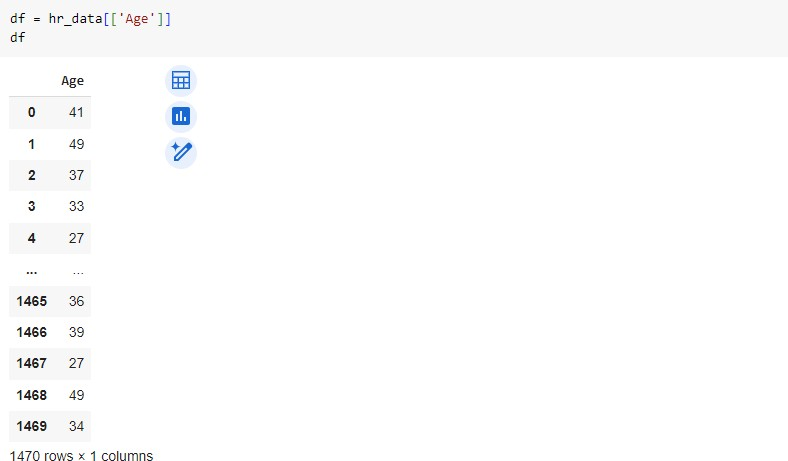 df = hr_data[['Age']]
df
Age
0 41
1 49
2 37
3 33
4 27
... ...
1465 36
1466 39
1467 27
1468 49
1469 34
1470 rows × 1 columns